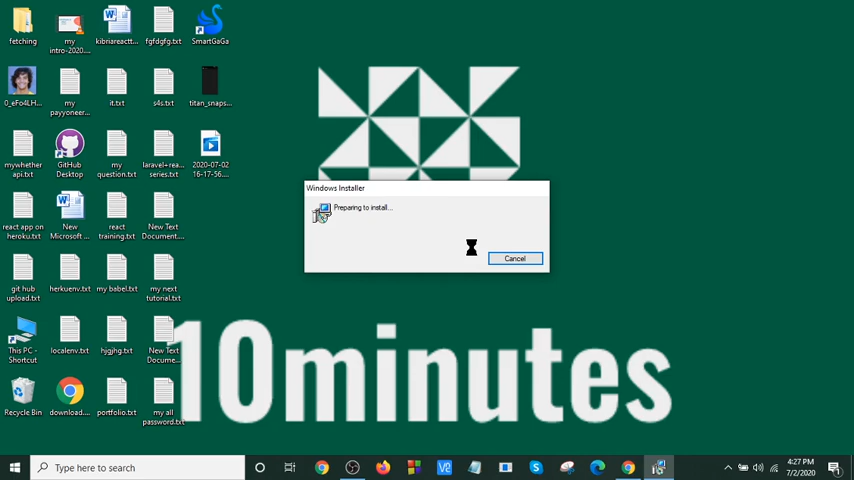 fetching
my
intro-2020....
kibriareactt...
fgfdgfg.txt
SmartGaGa
0_eFo4LH...
my
payyoneer...
it.txt
s4s.txt
titan_snaps...
mywhether
api.txt
GitHub
Desktop
my
question.txt
laravel+rea...
series.txt
2020-07-02
16-17-56....
react app on
heroku.txt
New
Microsoft ...
react
training.txt
New Text
Document....
git hub
upload.txt
herkuenv.txt
my babel.txt
my next
tutorial.txt
This PC -
Shortcut
localenv.txt
hjgjhg.txt
New Text
Docume...
Recycle Bin
download....
portfolio.txt
my all
password.txt
Windows Installer
Preparing to install...
Cancel
10minutes
Type here to search
4:27 PM
7/2/2020